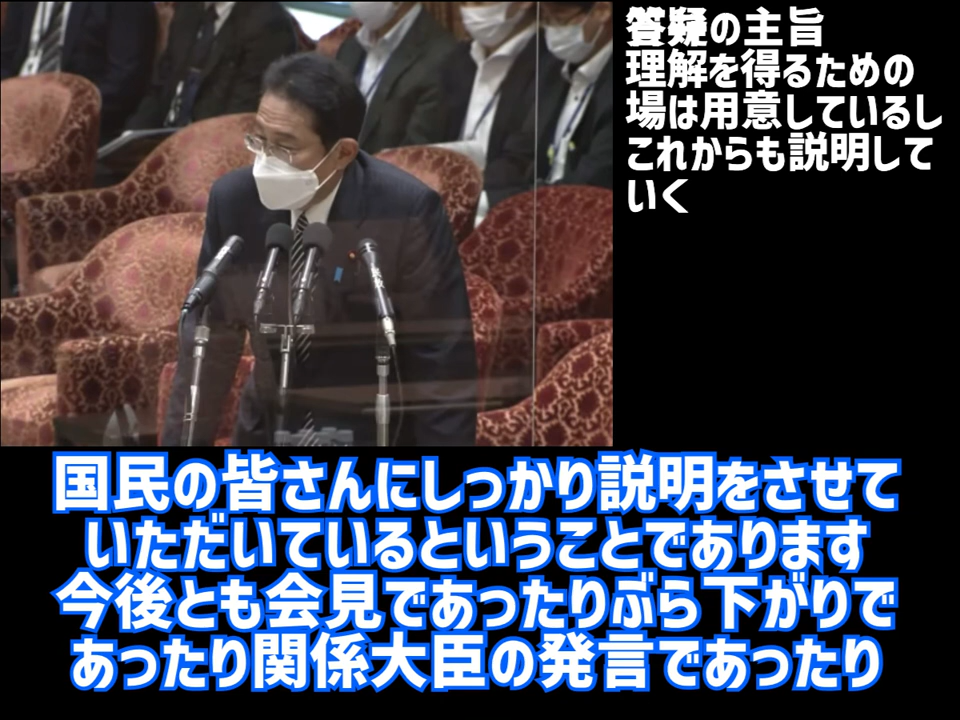 の主旨
理解を得るための
場は用意しているし
これからも説明して
いく
国民の皆さんにしっかり説明をさせて
いただいているということであります
今後とも会見であったりぶら下がりで
あったり関係大臣の発言であったり